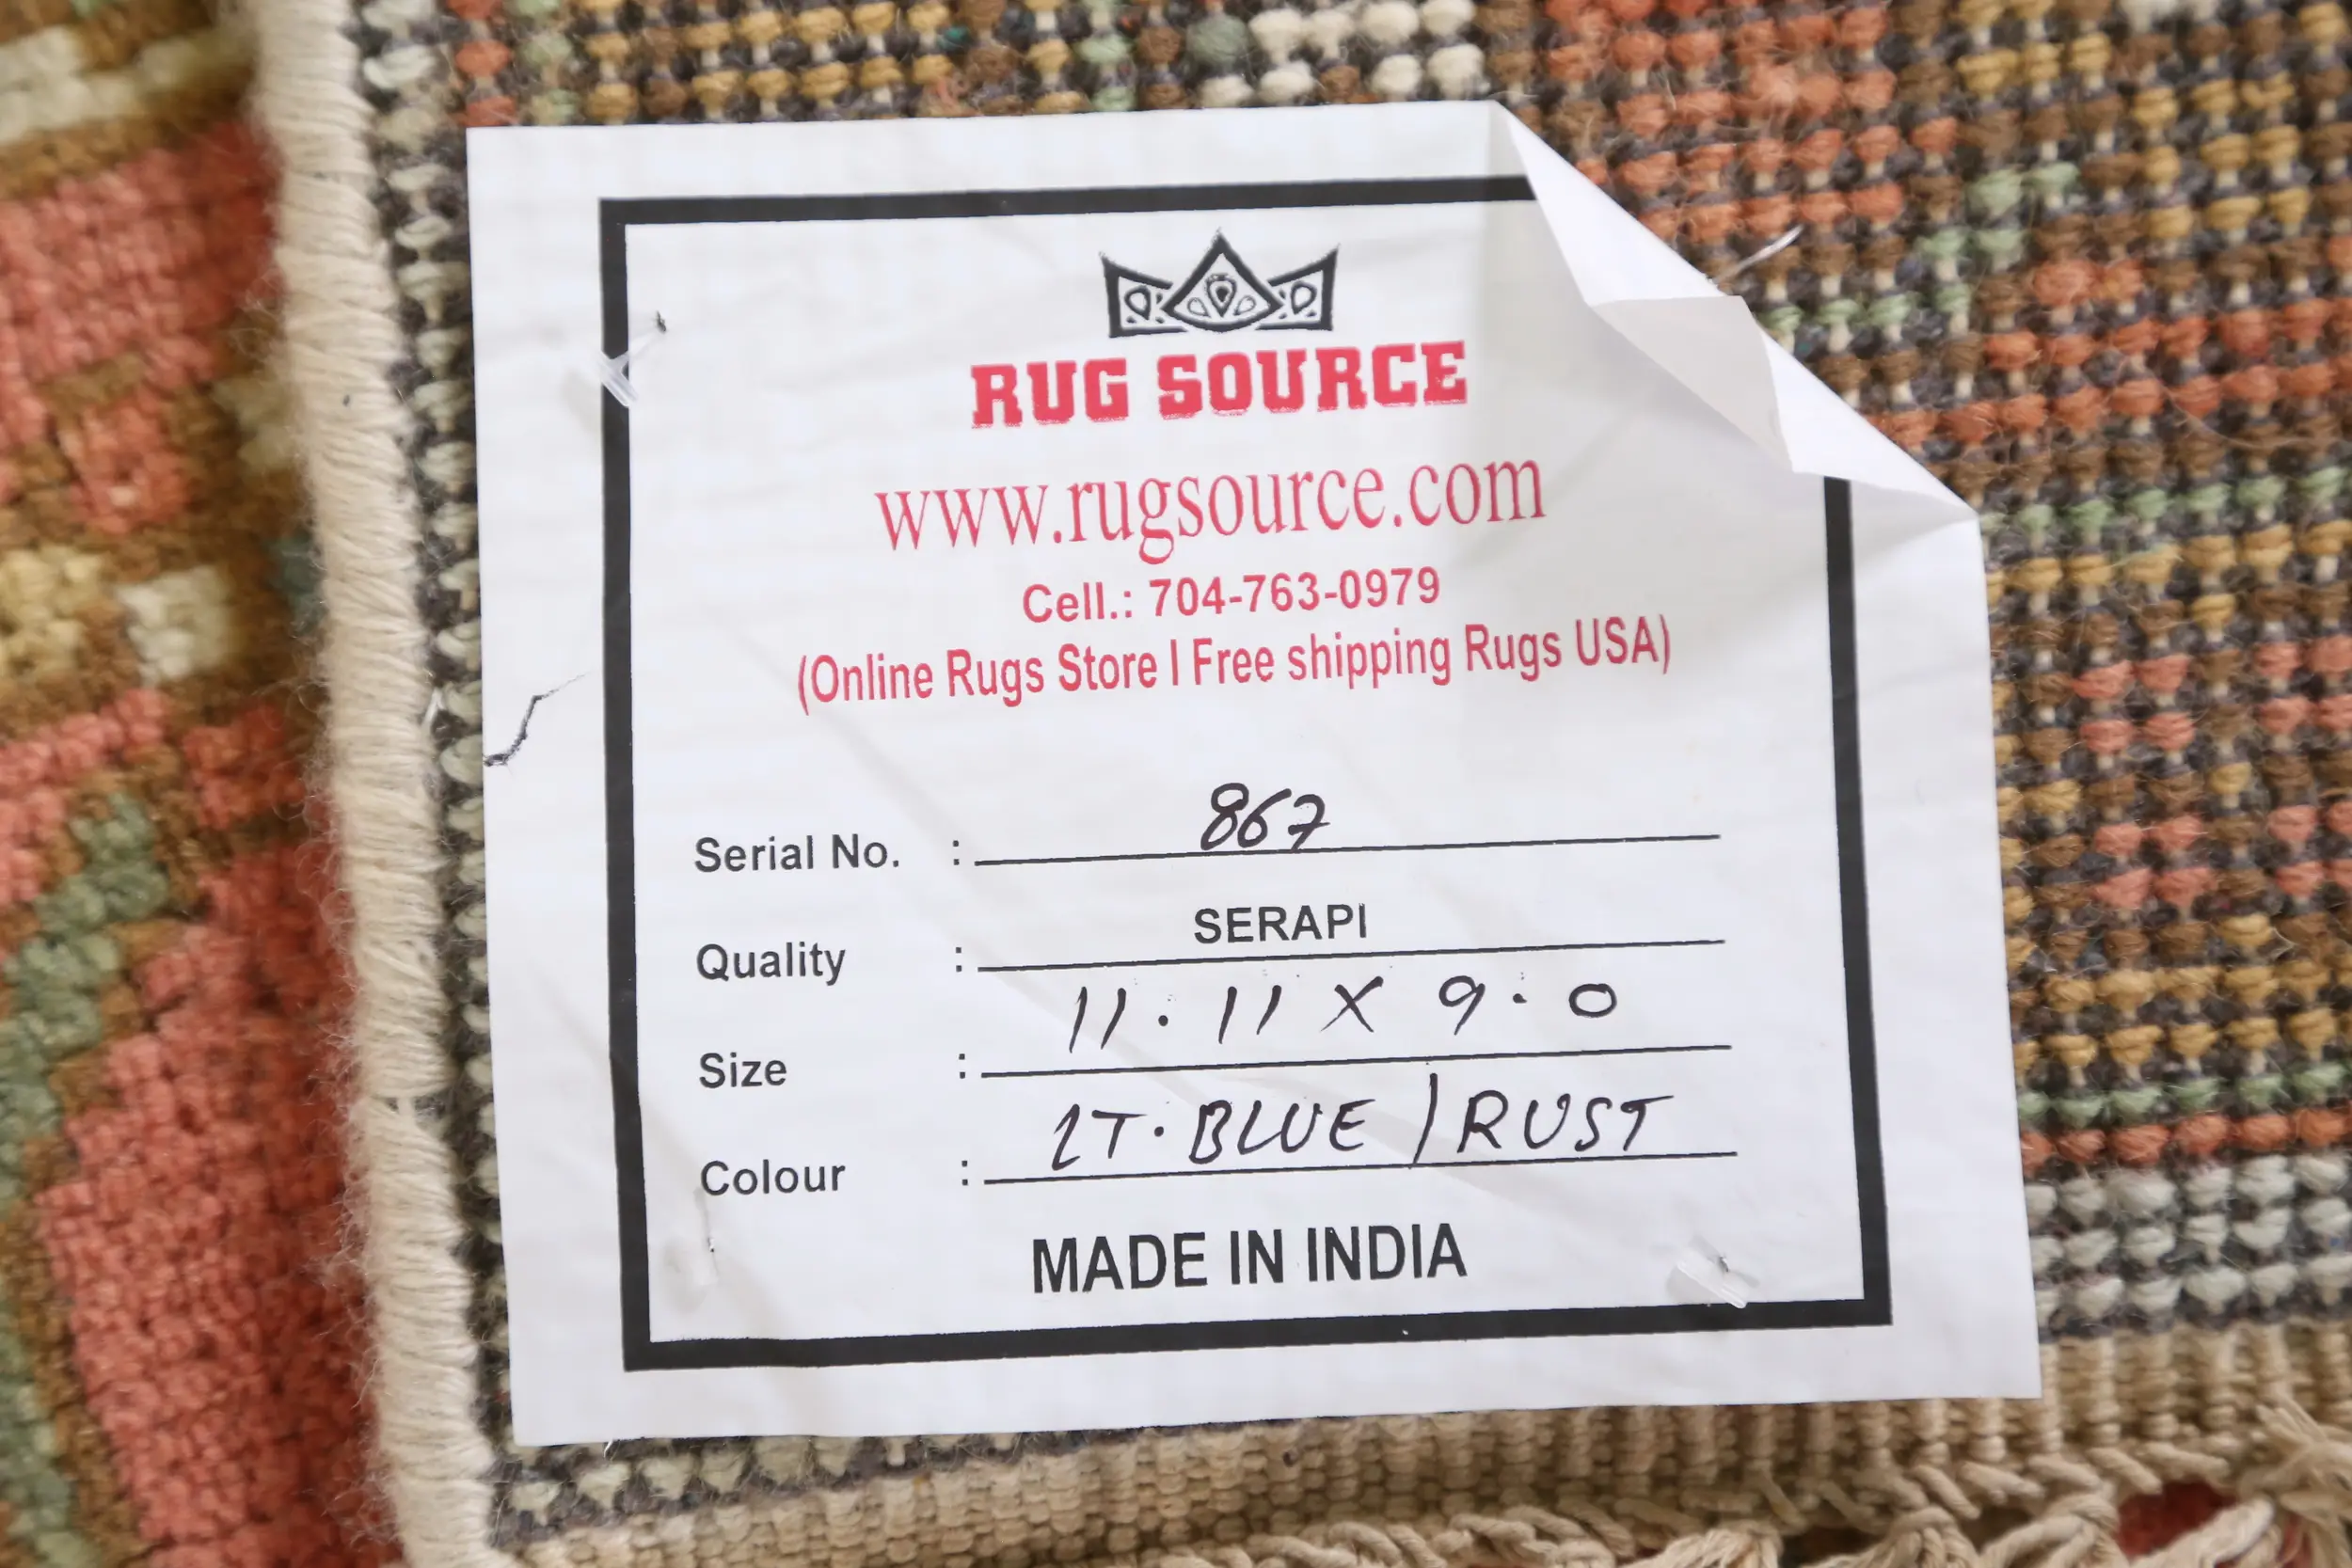 RUG SOURCE
www.rugsource.com
Cell.: 704-763-0979
(Online Rugs Store I Free shipping Rugs USA)
Serial No. : 867
Quality : SERAPI
Size : 11.11 X 9.0
Colour : LT. BLUE / RUST
MADE IN INDIA